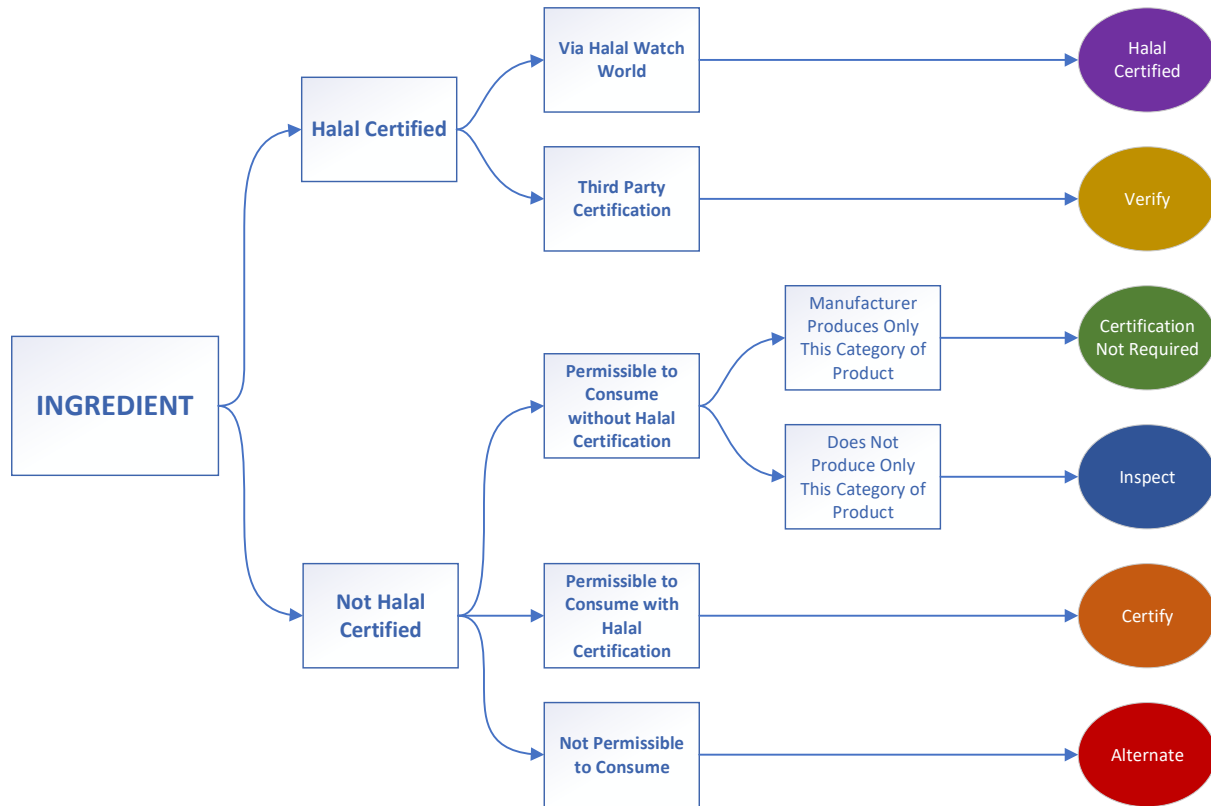 Via Halal Watch
World
Halal
Certified
Halal Certified
Third Party
Certification
Verify
Manufacturer
Produces Only
This Category of
Product
Certification
Not Required
INGREDIENT
Permissible to
Consume
without Halal
Certification
Does Not
Produce Only
This Category of
Product
Inspect
Not Halal
Certified
Permissible to
Consume with
Halal
Certification
Certify
Not Permissible
to Consume
Alternate